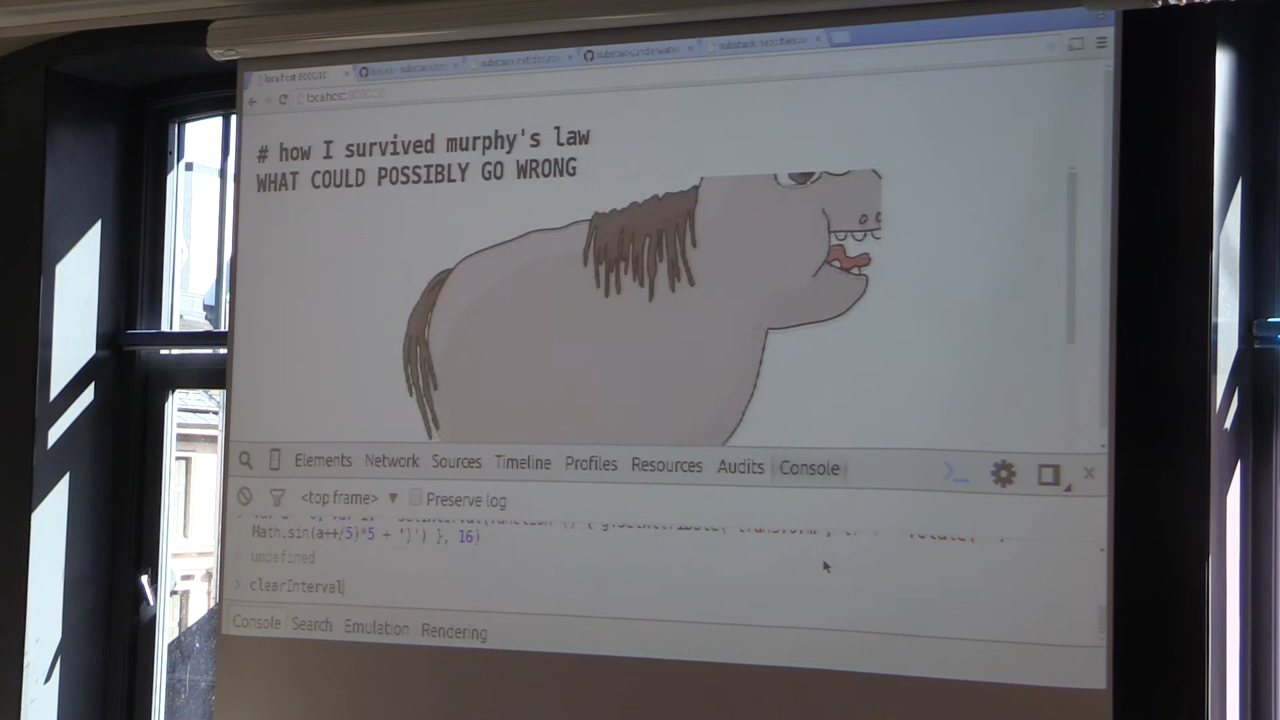 localhost
# how I survived murphy's law
WHAT COULD POSSIBLY GO WRONG
Elements Network Sources Timeline Profiles Resources Audits Console
<top frame> Preserve log
Math.sin(a++/5)*5 + ')') }, 16)
undefined
clearInterval
Console Search Emulation Rendering